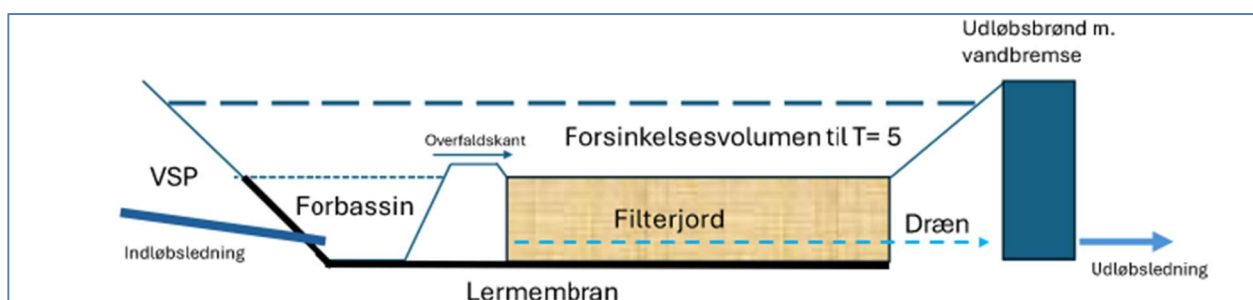 Udløbsbrønd m.
vandbremse
Overfaldskant
Forsinkelsesvolumen til T= 5
VSP
Forbassin
Filterjord
Dræn
Indløbsledning
Udløbsledning
Lermembran